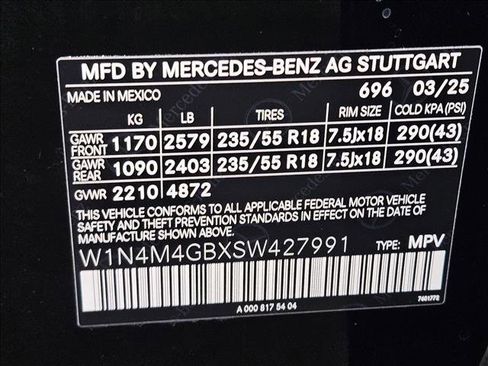 MFD BY MERCEDES-BENZ AG STUTTGART
MADE IN MEXICO 696 03/25
KG LB TIRES RIM SIZE COLD KPA(PSI)
GAWR FRONT 1170 2579 235/55 R18 7.5Jx18 290(43)
GAWR REAR 1090 2403 235/55 R18 7.5Jx18 290(43)
GVWR 2210 4872
THIS VEHICLE CONFORMS TO ALL APPLICABLE FEDERAL MOTOR VEHICLE
SAFETY AND THEFT PREVENTION STANDARDS IN EFFECT ON THE DATE OF
MANUFACTURE SHOWN ABOVE.
W1N4M4GBXSW427991 TYPE: MPV
A 000 817 54 04
7401772